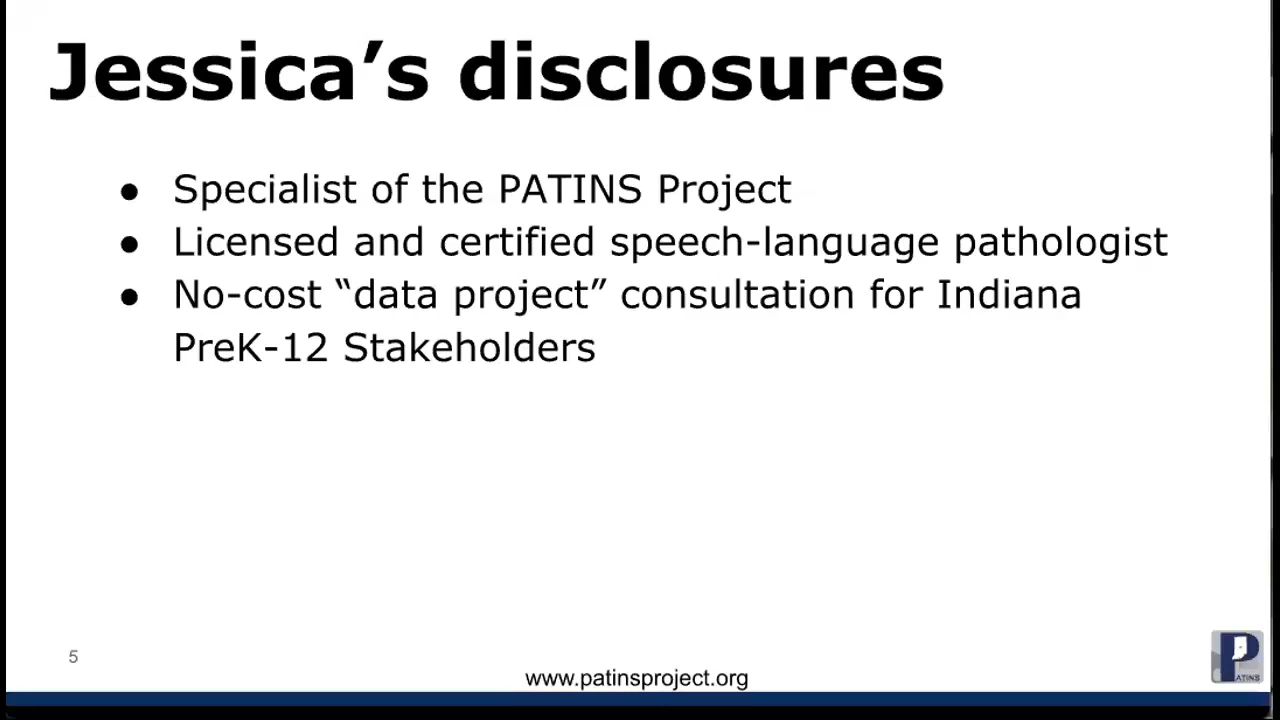 Jessica’s disclosures
● Specialist of the PATINS Project
● Licensed and certified speech-language pathologist
● No-cost “data project” consultation for Indiana
PreK-12 Stakeholders
5
www.patinsproject.org
PATINS